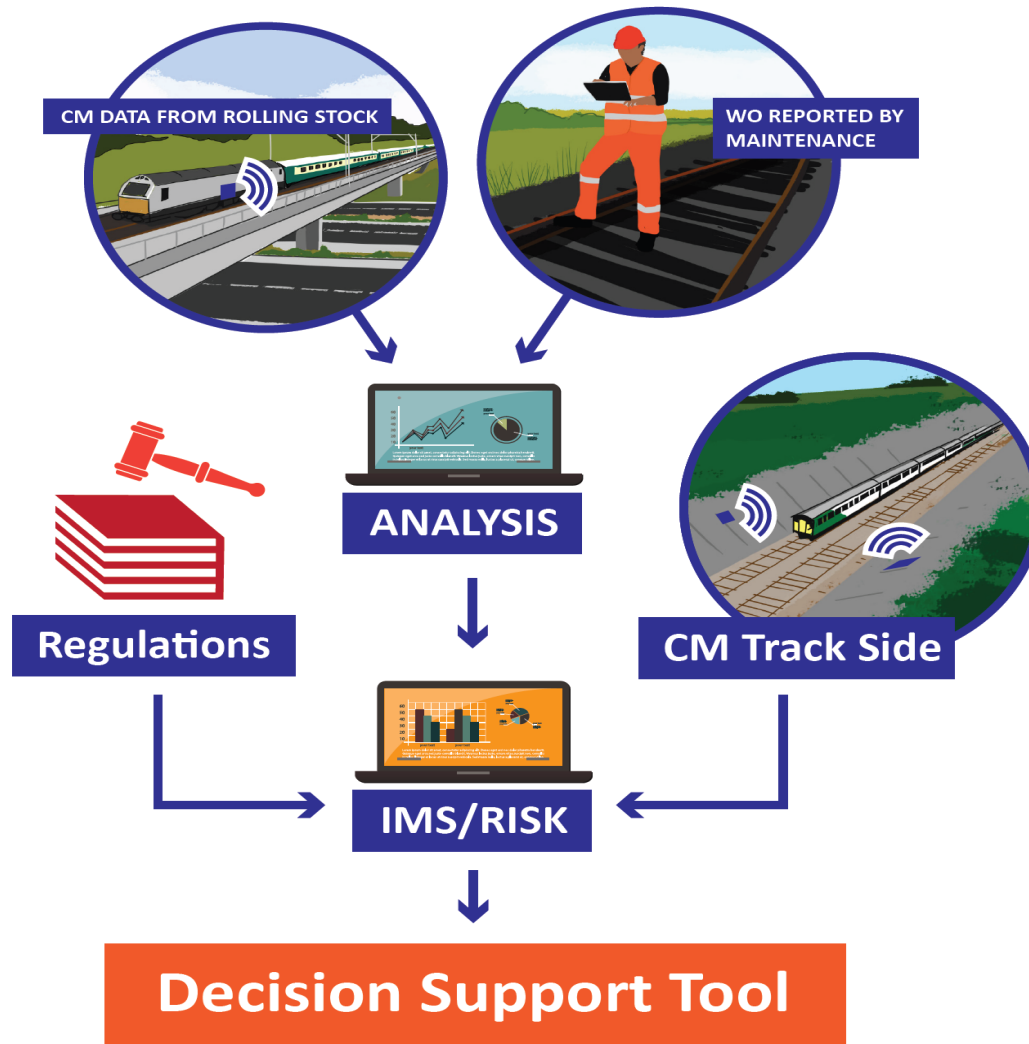 CM DATA FROM ROLLING STOCK
WO REPORTED BY
MAINTENANCE
ANALYSIS
Regulations
CM Track Side
IMS/RISK
Decision Support Tool